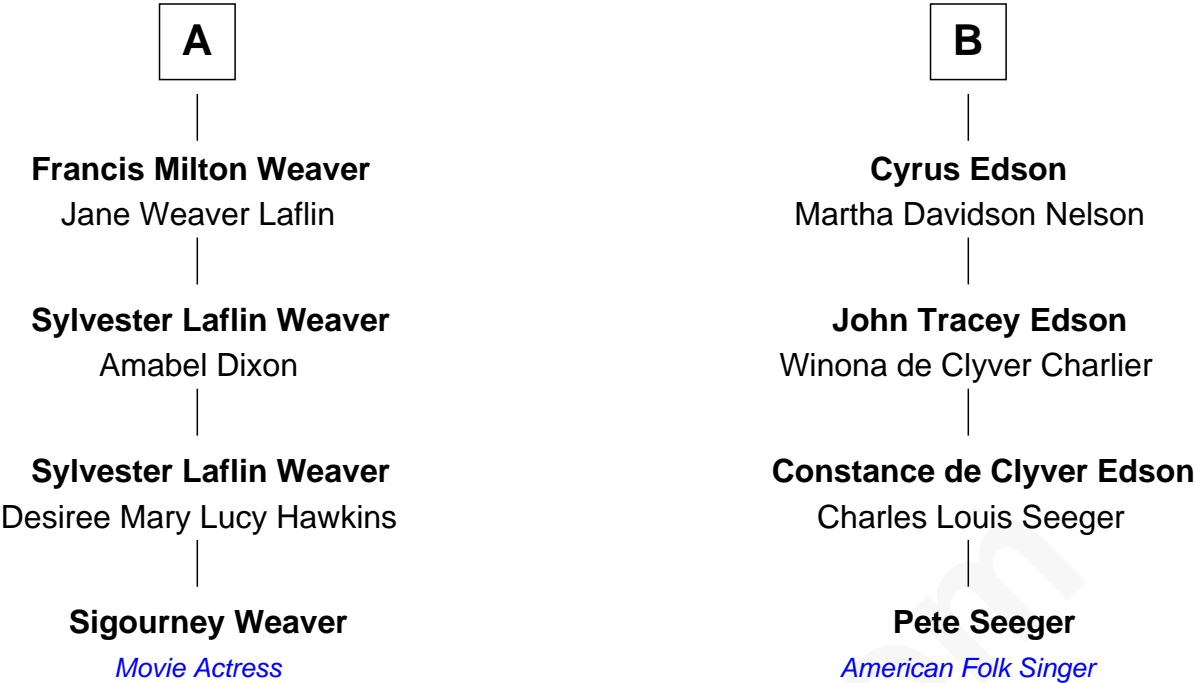 A
Francis Milton Weaver
Jane Weaver Laflin
Sylvester Laflin Weaver
Amabel Dixon
Sylvester Laflin Weaver
Desiree Mary Lucy Hawkins
Sigourney Weaver
Movie Actress
B
Cyrus Edson
Martha Davidson Nelson
John Tracey Edson
Winona de Clyver Charlier
Constance de Clyver Edson
Charles Louis Seeger
Pete Seeger
American Folk Singer
om